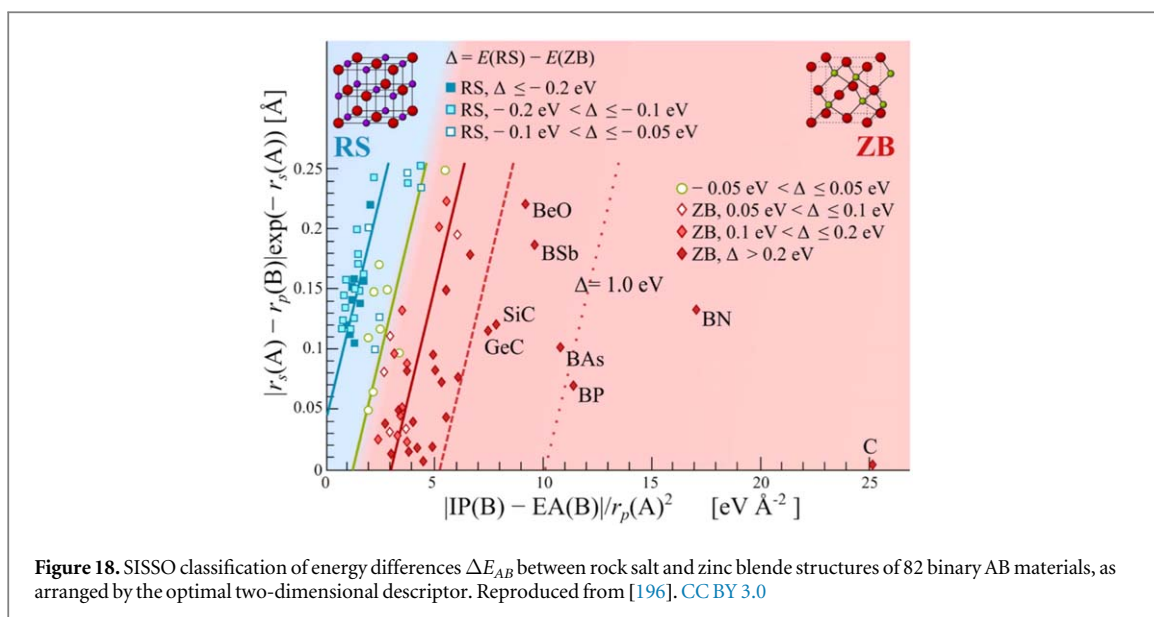 Δ = E(RS) − E(ZB)
RS, Δ ≤ − 0.2 eV
RS, − 0.2 eV < Δ ≤ − 0.1 eV
RS, − 0.1 eV < Δ ≤ − 0.05 eV
RS
ZB
− 0.05 eV < Δ ≤ 0.05 eV
ZB, 0.05 eV < Δ ≤ 0.1 eV
ZB, 0.1 eV < Δ ≤ 0.2 eV
ZB, Δ > 0.2 eV
|r_s(A) − r_p(B)|exp(− r_s(A)) [Å]
0.25
0.2
0.15
0.1
0.05
0
BeO
BSb
Δ= 1.0 eV
BN
SiC
GeC
BAs
BP
C
0 5 10 15 20 25
|IP(B) − EA(B)|/r_p(A)² [eV Å⁻² ]
Figure 18. SISSO classification of energy differences ΔE_AB between rock salt and zinc blende structures of 82 binary AB materials, as
arranged by the optimal two-dimensional descriptor. Reproduced from [196]. CC BY 3.0